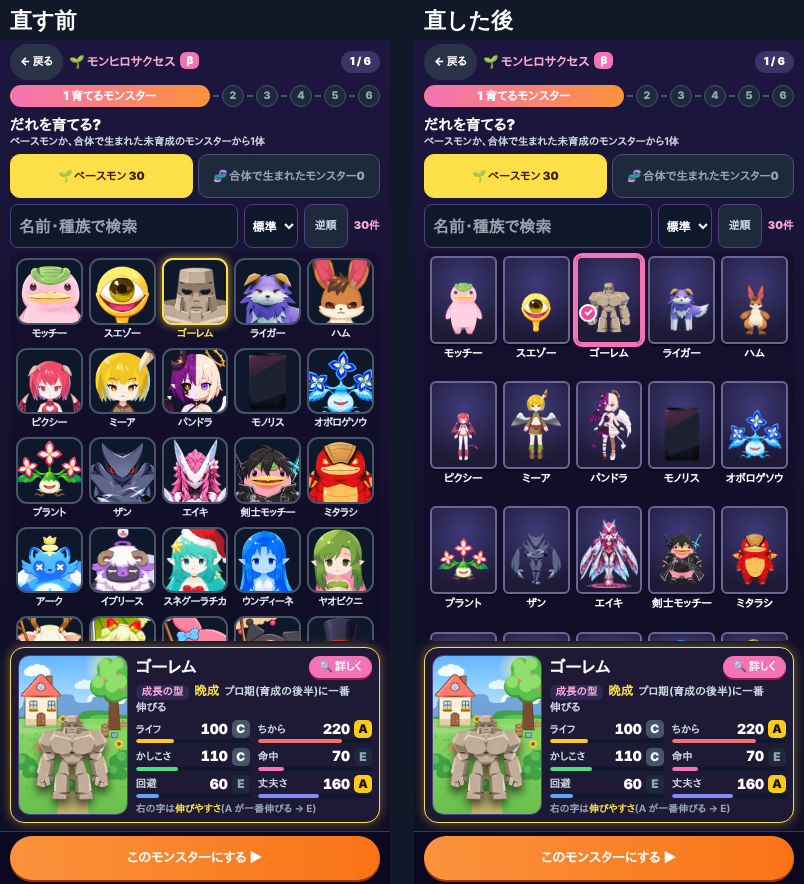 直す前
← 戻る 🌱 モンヒロサクセス β 1 / 6
1 育てるモンスター 2 3 4 5 6
だれを育てる?
ベースモンか、合体で生まれた未育成のモンスターから1体
🌱 ベースモン 30 🧬 合体で生まれたモンスター0
名前・種族で検索 標準 逆順 30件
モッチー スエゾー ゴーレム ライガー ハム
ピクシー ミーア パンドラ モノリス オボロゲソウ
プラント ザン エイキ 剣士モッチー ミタラシ
アーク イブリース スネグーラチカ ウンディーネ ヤオビクニ
ゴーレム 🔍 詳しく
成長の型 晩成 プロ期(育成の後半)に一番
伸びる
ライフ 100 C ちから 220 A
かしこさ 110 C 命中 70 E
回避 60 E 丈夫さ 160 A
右の字は伸びやすさ(A が一番伸びる → E)
このモンスターにする ▶
直した後
← 戻る 🌱 モンヒロサクセス β 1 / 6
1 育てるモンスター 2 3 4 5 6
だれを育てる?
ベースモンか、合体で生まれた未育成のモンスターから1体
🌱 ベースモン 30 🧬 合体で生まれたモンスター0
名前・種族で検索 標準 逆順 30件
モッチー スエゾー ゴーレム ライガー ハム
ピクシー ミーア パンドラ モノリス オボロゲソウ
プラント ザン エイキ 剣士モッチー ミタラシ
ゴーレム 🔍 詳しく
成長の型 晩成 プロ期(育成の後半)に一番
伸びる
ライフ 100 C ちから 220 A
かしこさ 110 C 命中 70 E
回避 60 E 丈夫さ 160 A
右の字は伸びやすさ(A が一番伸びる → E)
このモンスターにする ▶